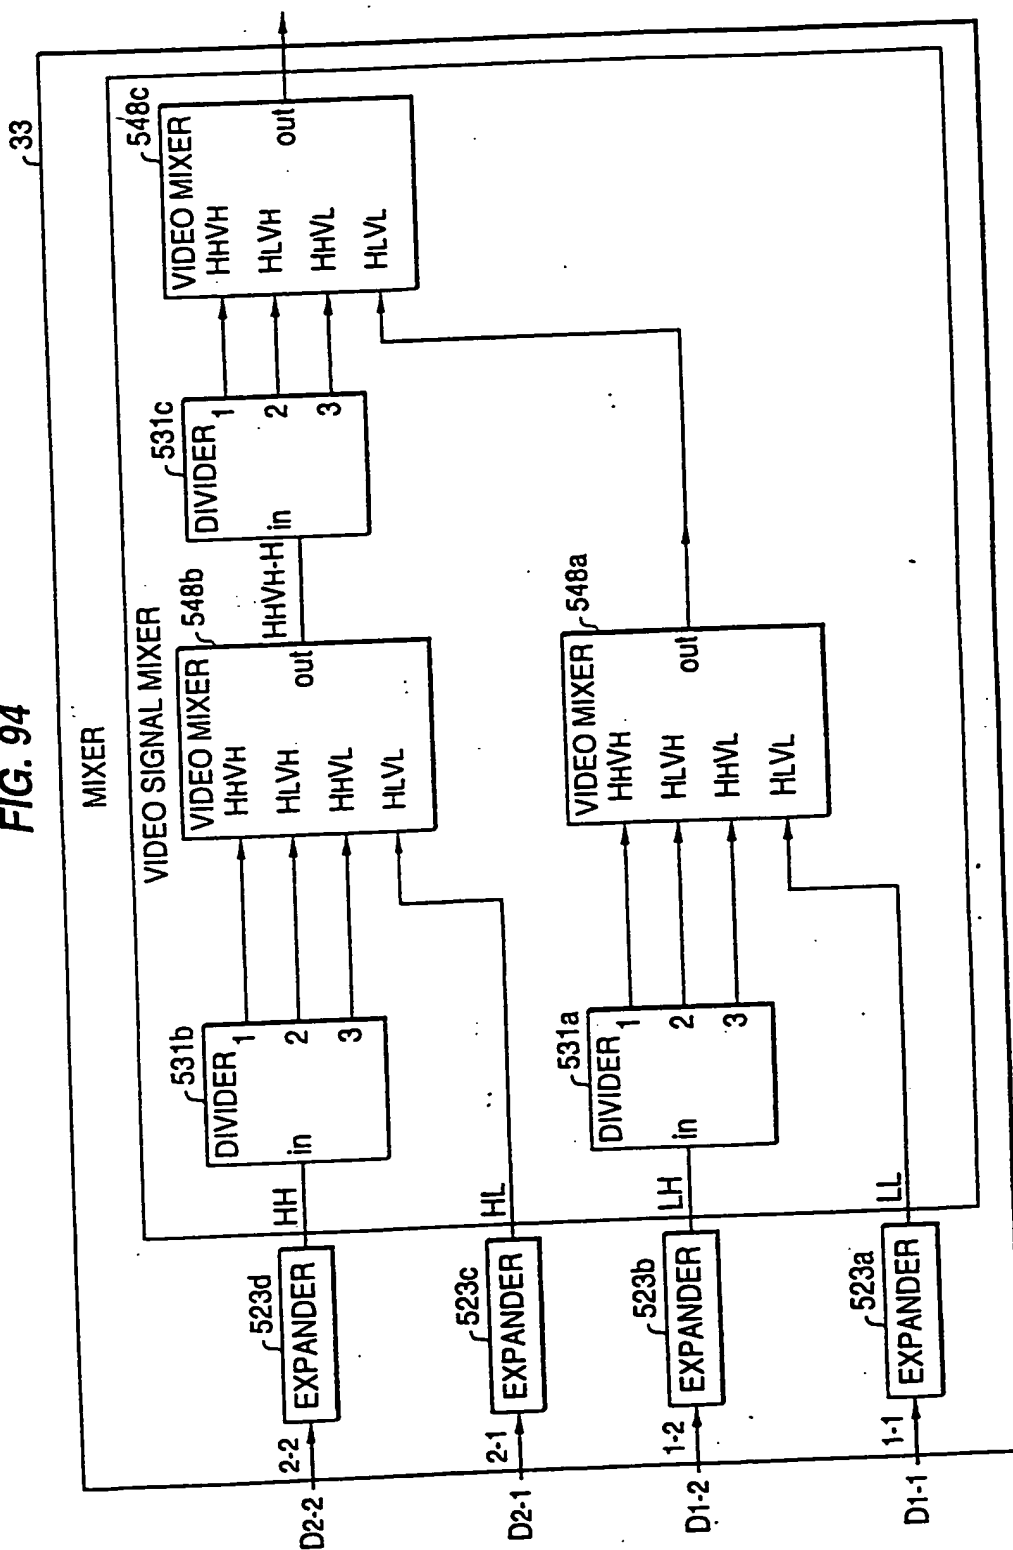 FIG. 94
33
MIXER
VIDEO SIGNAL MIXER
D2-2
2-2
EXPANDER
523d
HH
DIVIDER
531b
in
1
2
3
VIDEO MIXER
548b
HHVH
HLVH
HHVL
HLVL
out
HHVH-H
DIVIDER
531c
in
1
2
3
VIDEO MIXER
548c
HHVH
HLVH
HHVL
HLVL
out
D2-1
2-1
EXPANDER
523c
HL
D1-2
1-2
EXPANDER
523b
LH
DIVIDER
531a
in
1
2
3
VIDEO MIXER
548a
HHVH
HLVH
HHVL
HLVL
out
D1-1
1-1
EXPANDER
523a
LL